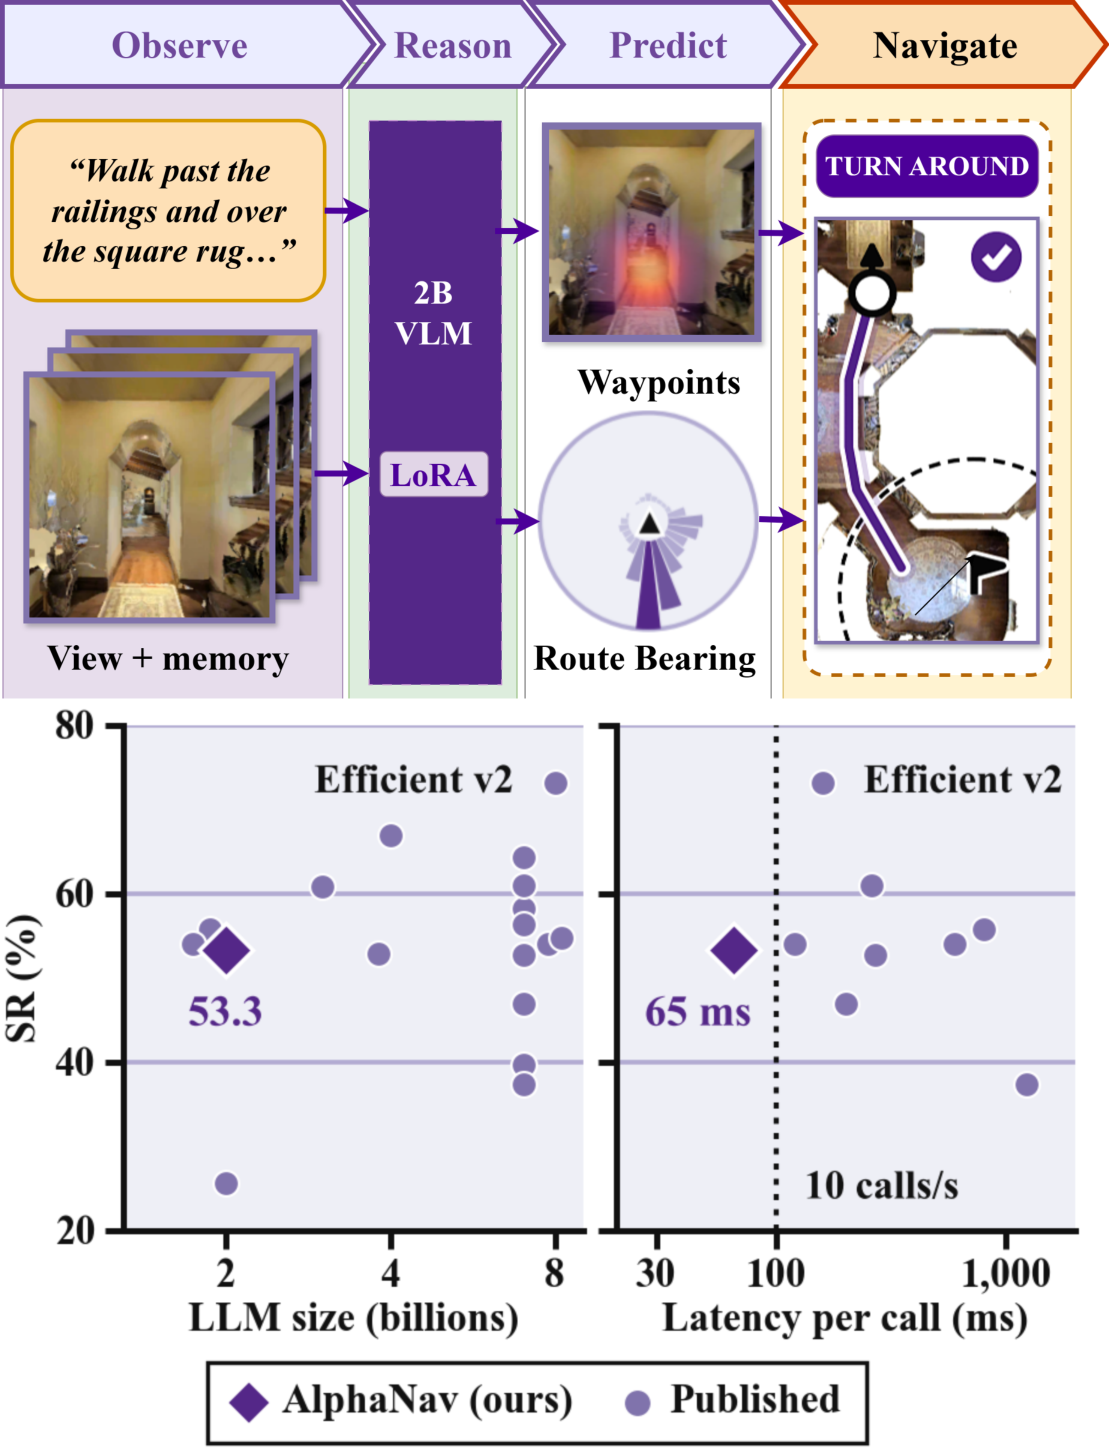 Observe
Reason
Predict
Navigate
“Walk past the
railings and over
the square rug…”
View + memory
2B
VLM
LoRA
Waypoints
Route Bearing
TURN AROUND
SR (%)
80
60
40
20
Efficient v2
53.3
2
4
8
LLM size (billions)
Efficient v2
65 ms
10 calls/s
30
100
1,000
Latency per call (ms)
AlphaNav (ours)
Published